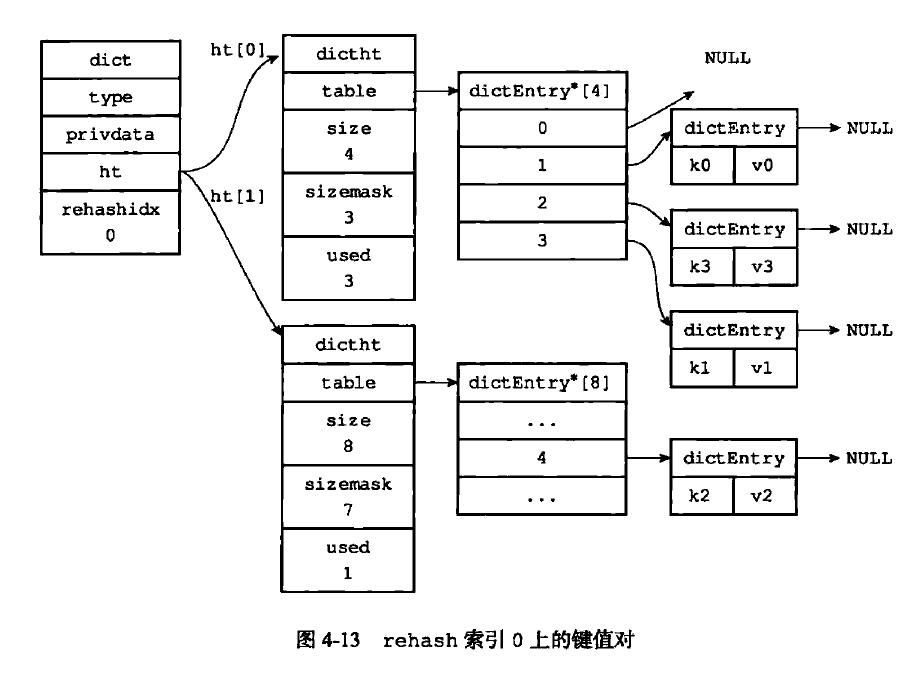 dict
type
privdata
ht
rehashidx
0
ht[0]
ht[1]
dictht
table
size
4
sizemask
3
used
3
dictEntry*[4]
0
1
2
3
NULL
dictEntry
k0 v0
NULL
dictEntry
k3 v3
NULL
dictEntry
k1 v1
NULL
dictht
table
size
8
sizemask
7
used
1
dictEntry*[8]
...
4
...
dictEntry
k2 v2
NULL
图 4-13 rehash 索引 0 上的键值对